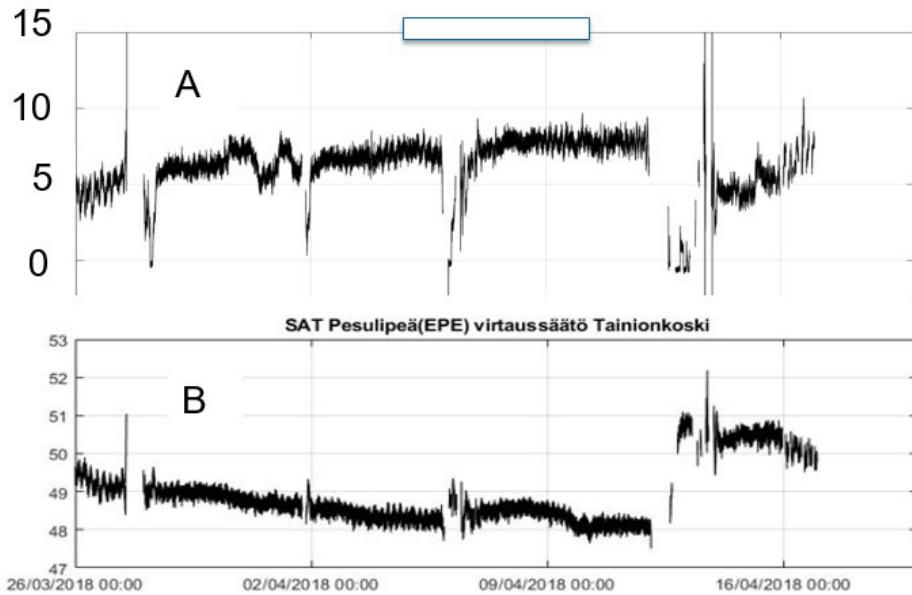 15
A
10
5
0
SAT Pesulipeä(EPE) virtaussäätö Tainionkoski
53
52
B
51
50
49
48
47
26/03/2018 00:00 02/04/2018 00:00 09/04/2018 00:00 16/04/2018 00:00